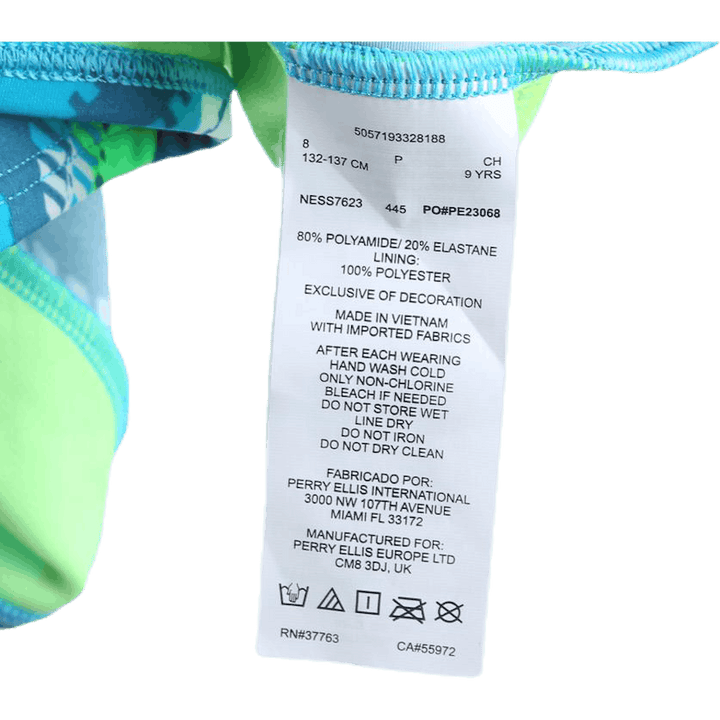 5057193328188
8 P CH
132-137 CM 9 YRS
NESS7623 445 PO#PE23068
80% POLYAMIDE/ 20% ELASTANE
LINING:
100% POLYESTER
EXCLUSIVE OF DECORATION
MADE IN VIETNAM
WITH IMPORTED FABRICS
AFTER EACH WEARING
HAND WASH COLD
ONLY NON-CHLORINE
BLEACH IF NEEDED
DO NOT STORE WET
LINE DRY
DO NOT IRON
DO NOT DRY CLEAN
FABRICADO POR:
PERRY ELLIS INTERNATIONAL
3000 NW 107TH AVENUE
MIAMI FL 33172
MANUFACTURED FOR:
PERRY ELLIS EUROPE LTD
CM8 3DJ, UK
RN#37763 CA#55972